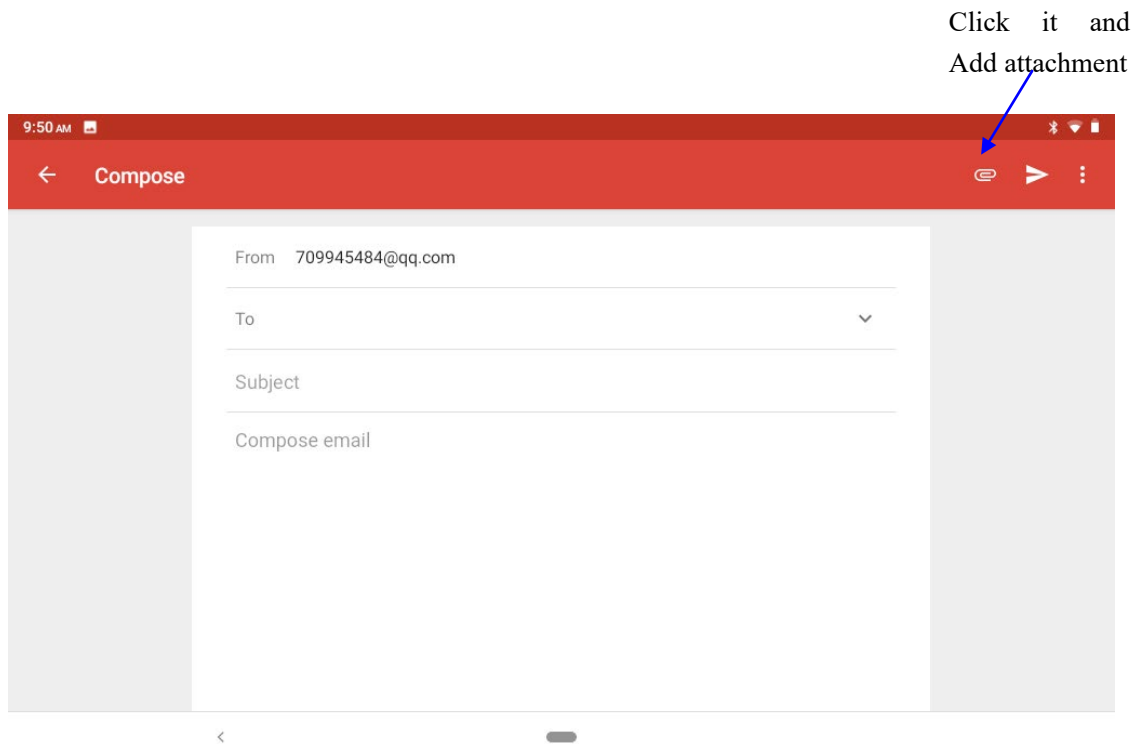 Click it and
Add attachment
9:50 AM
Compose
From 709945484@qq.com
To
Subject
Compose email